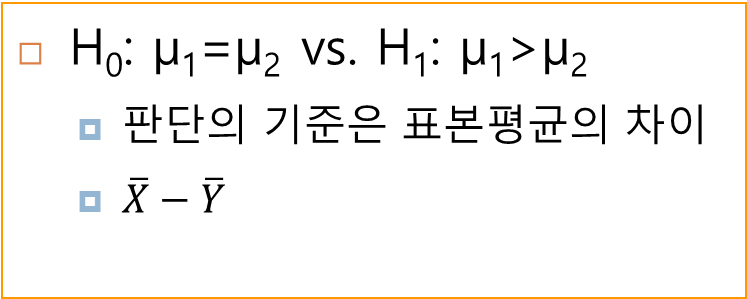 H₀: μ₁=μ₂ vs. H₁: μ₁>μ₂
판단의 기준은 표본평균의 차이
X̄ − Ȳ